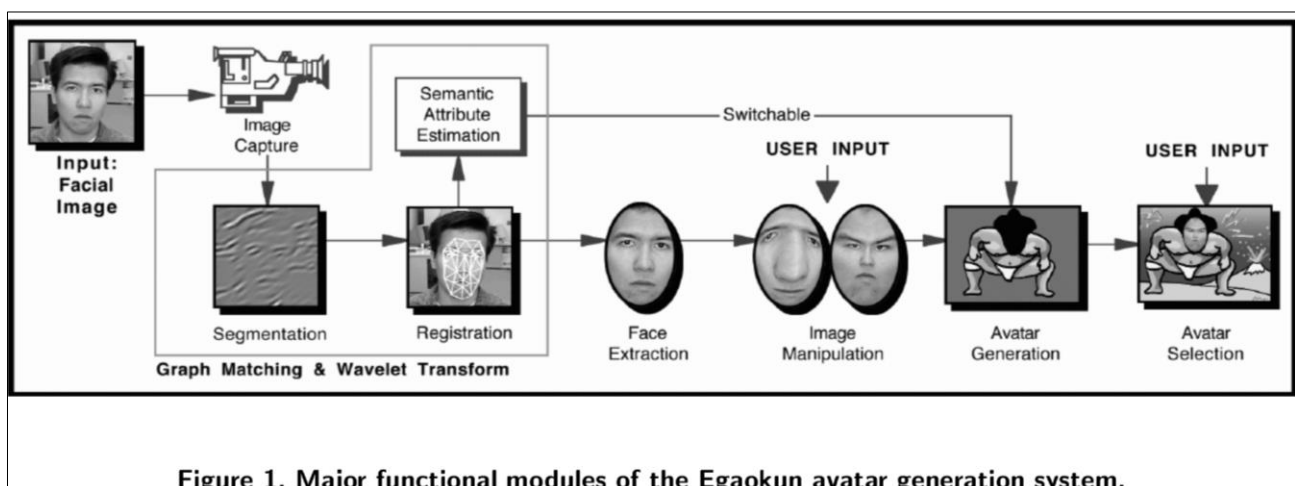 Input:
Facial
Image
Image
Capture
Semantic
Attribute
Estimation
Switchable
USER INPUT
USER INPUT
Segmentation
Registration
Face
Extraction
Image
Manipulation
Avatar
Generation
Avatar
Selection
Graph Matching & Wavelet Transform
Figure 1. Major functional modules of the Egaokun avatar generation system.